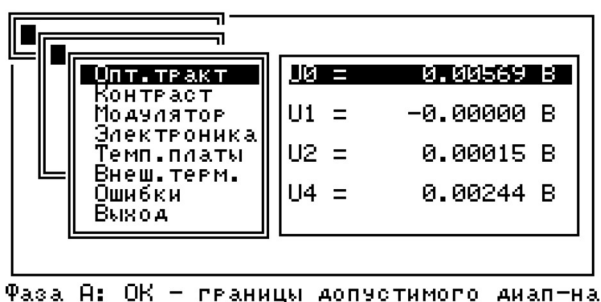 Опт.тракт
Контраст
Модулятор
Электроника
Темп.платы
Внеш.терм.
Ошибки
Выход
U0 = 0.00569 В
U1 = -0.00000 В
U2 = 0.00015 В
U4 = 0.00244 В
Фаза А: ОК - границы допустимого диап-на